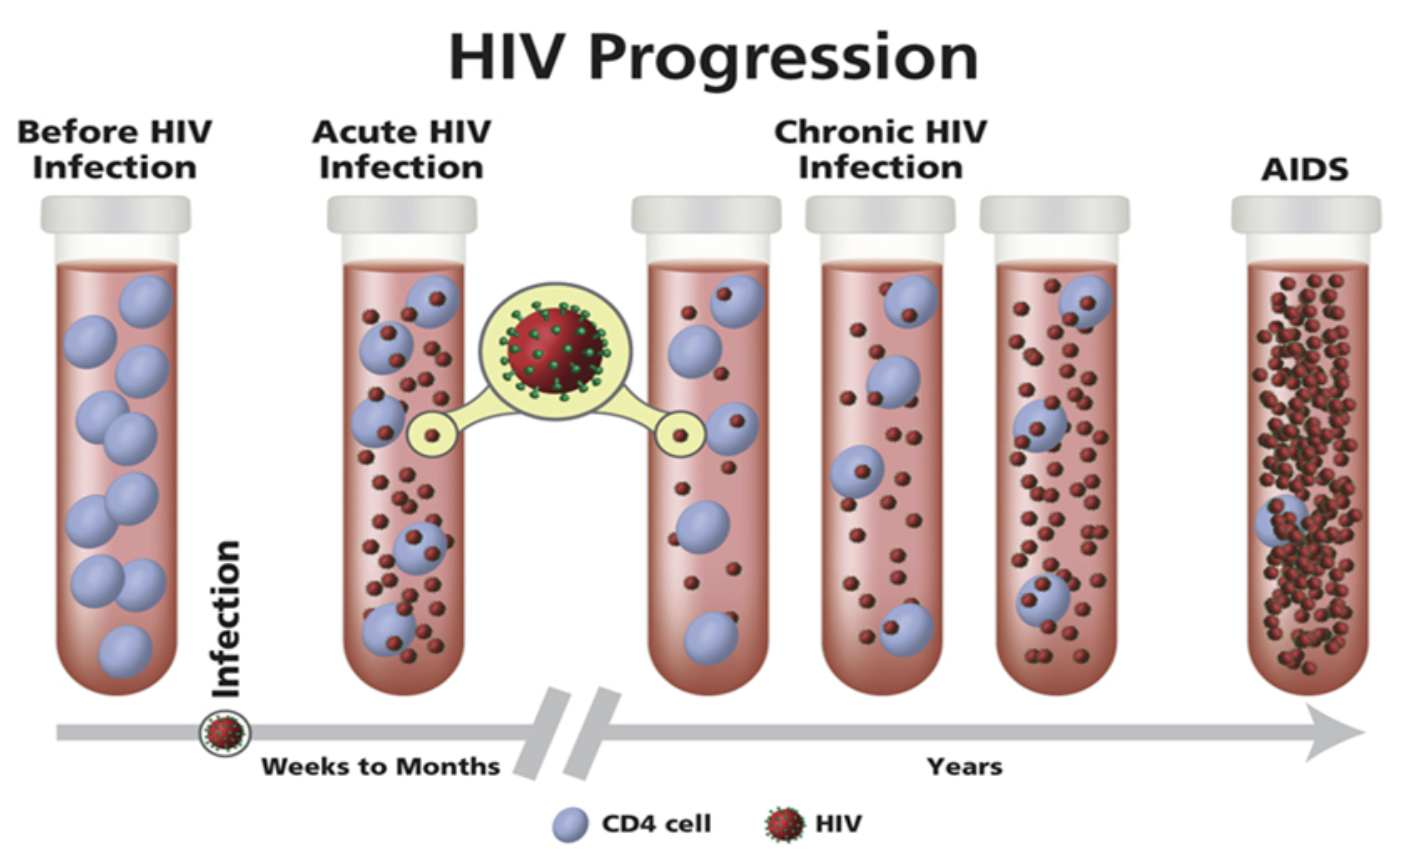 HIV Progression
Before HIV
Infection
Acute HIV
Infection
Chronic HIV
Infection
AIDS
Infection
Weeks to Months
Years
CD4 cell
HIV